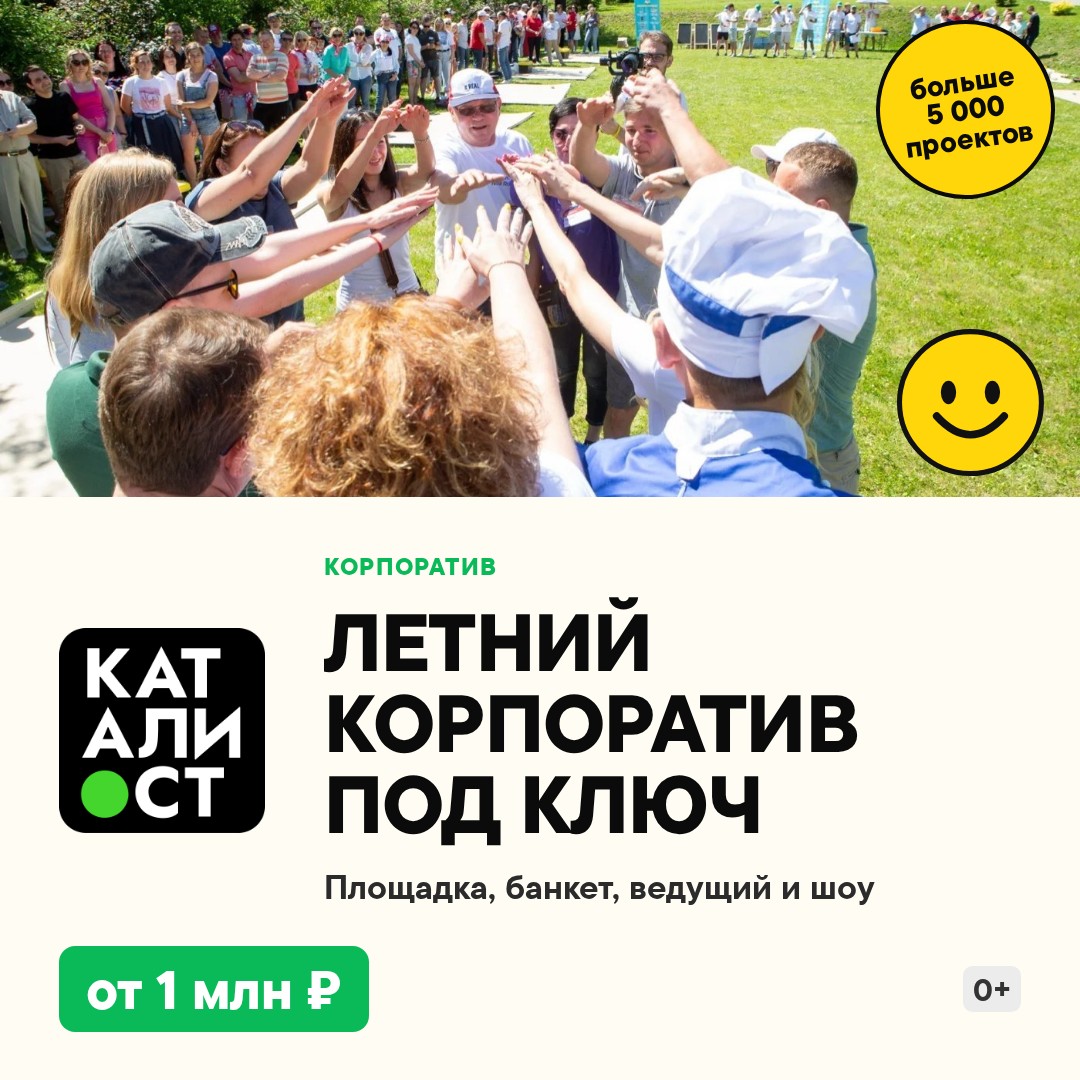 больше
5 000
проектов
КОРПОРАТИВ
ЛЕТНИЙ
КОРПОРАТИВ
ПОД КЛЮЧ
КАТ
АЛИ
СТ
Площадка, банкет, ведущий и шоу
от 1 млн ₽
0+